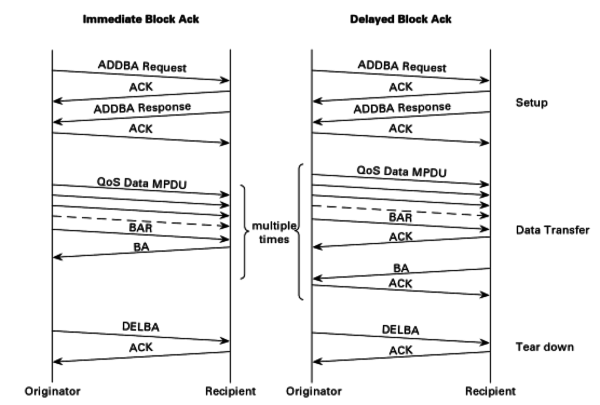 Immediate Block Ack
Delayed Block Ack
ADDBA Request
ACK
ADDBA Response
ACK
QoS Data MPDU
BAR
BA
DELBA
ACK
Originator
Recipient
multiple
times
ADDBA Request
ACK
ADDBA Response
ACK
QoS Data MPDU
BAR
ACK
BA
ACK
DELBA
ACK
Originator
Recipient
Setup
Data Transfer
Tear down